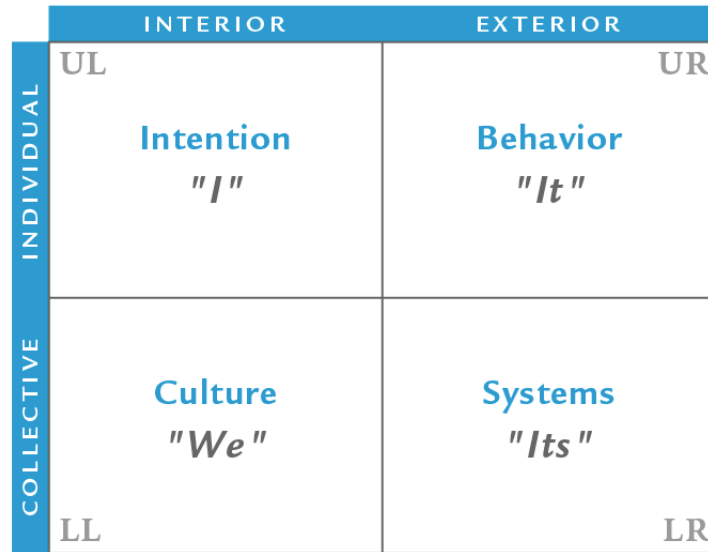 INTERIOR
EXTERIOR
INDIVIDUAL
COLLECTIVE
UL
UR
Intention
"I"
Behavior
"It"
Culture
"We"
Systems
"Its"
LL
LR